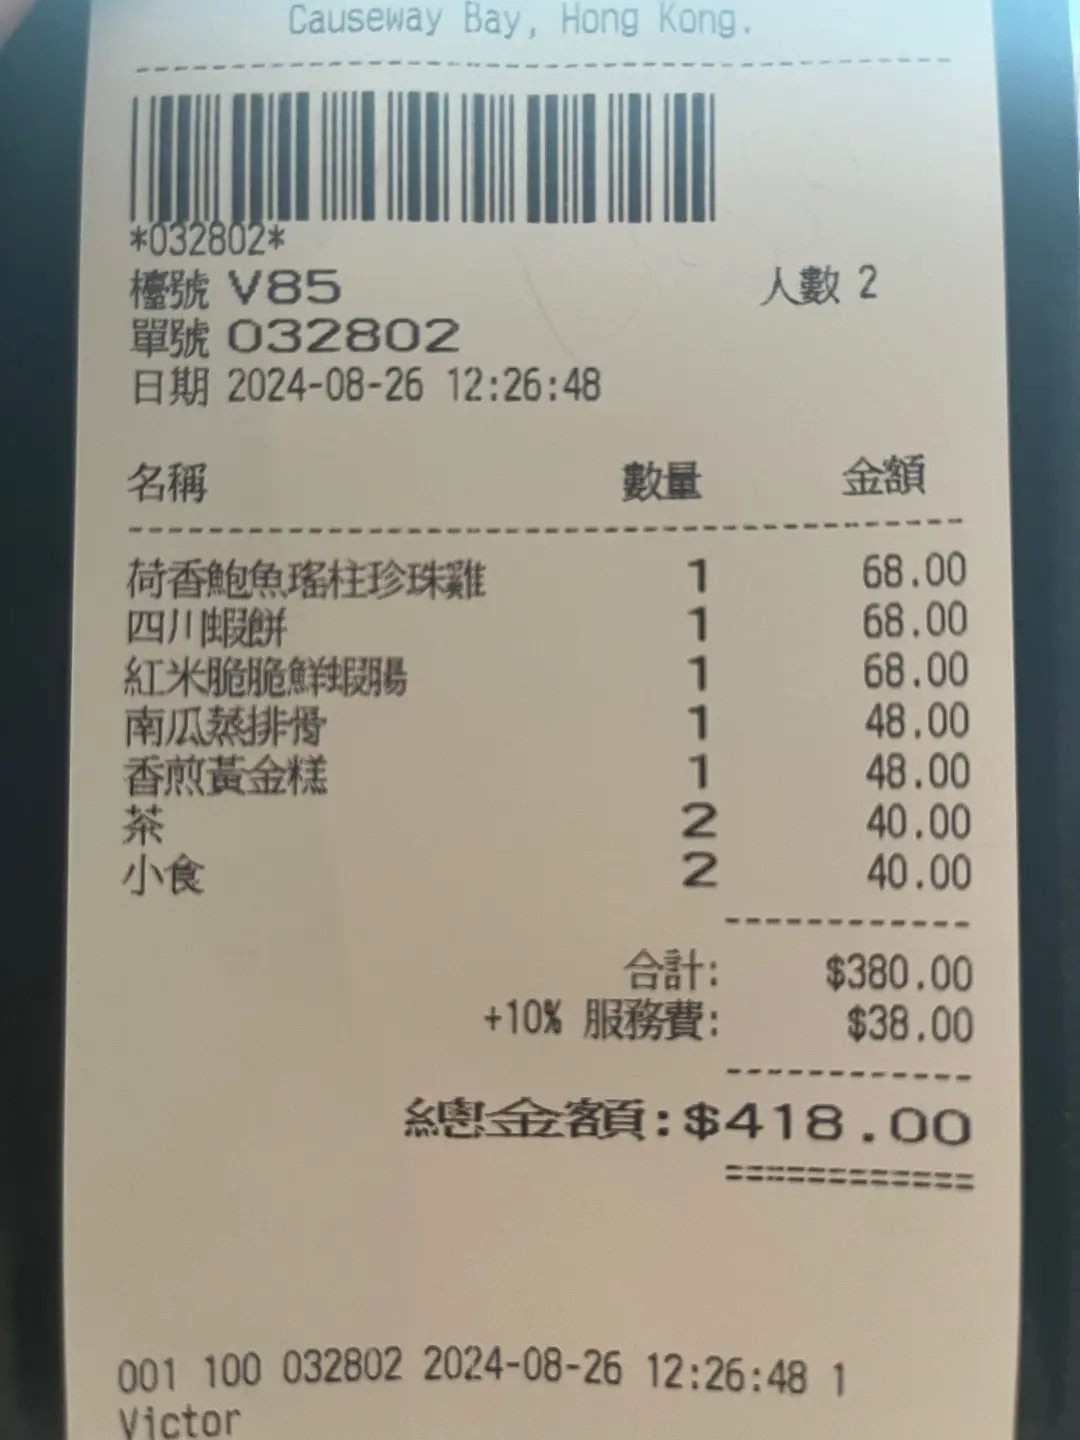 Causeway Bay, Hong Kong.
*032802*
檯號 V85 人數 2
單號 032802
日期 2024-08-26 12:26:48
名稱 數量 金額
荷香鮑魚瑤柱珍珠雞 1 68.00
四川蝦餅 1 68.00
紅米脆脆鮮蝦腸 1 68.00
南瓜蒸排骨 1 48.00
香煎黃金糕 1 48.00
茶 2 40.00
小食 2 40.00
合計: $380.00
+10% 服務費: $38.00
總金額:$418.00
001 100 032802 2024-08-26 12:26:48 1
Victor